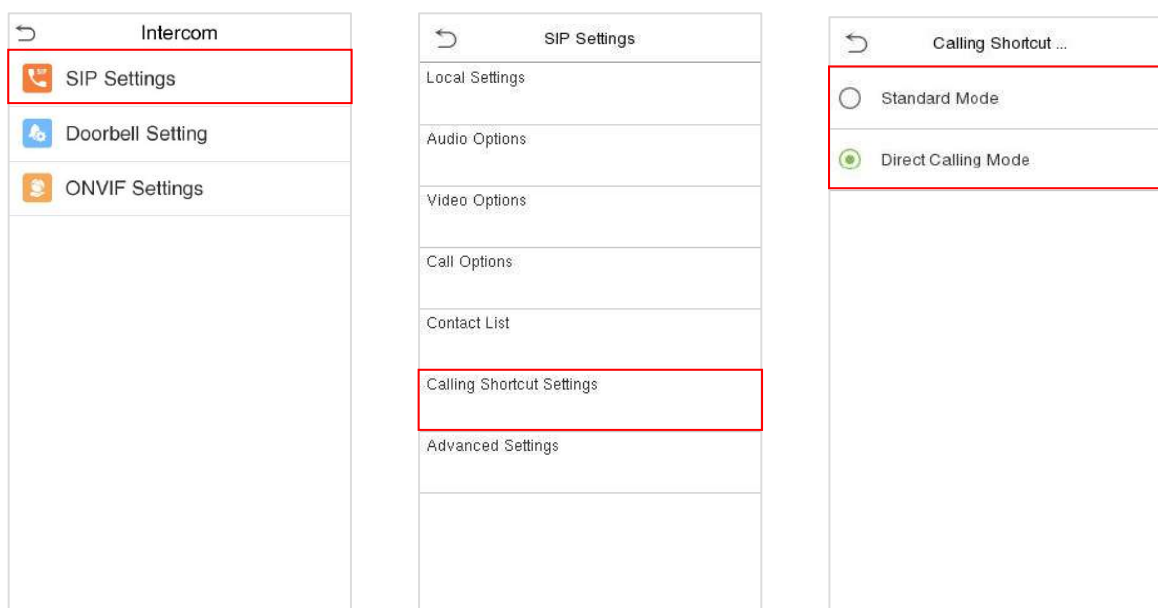 Intercom
SIP Settings
Doorbell Setting
ONVIF Settings
SIP Settings
Local Settings
Audio Options
Video Options
Call Options
Contact List
Calling Shortcut Settings
Advanced Settings
Calling Shortcut ...
Standard Mode
Direct Calling Mode